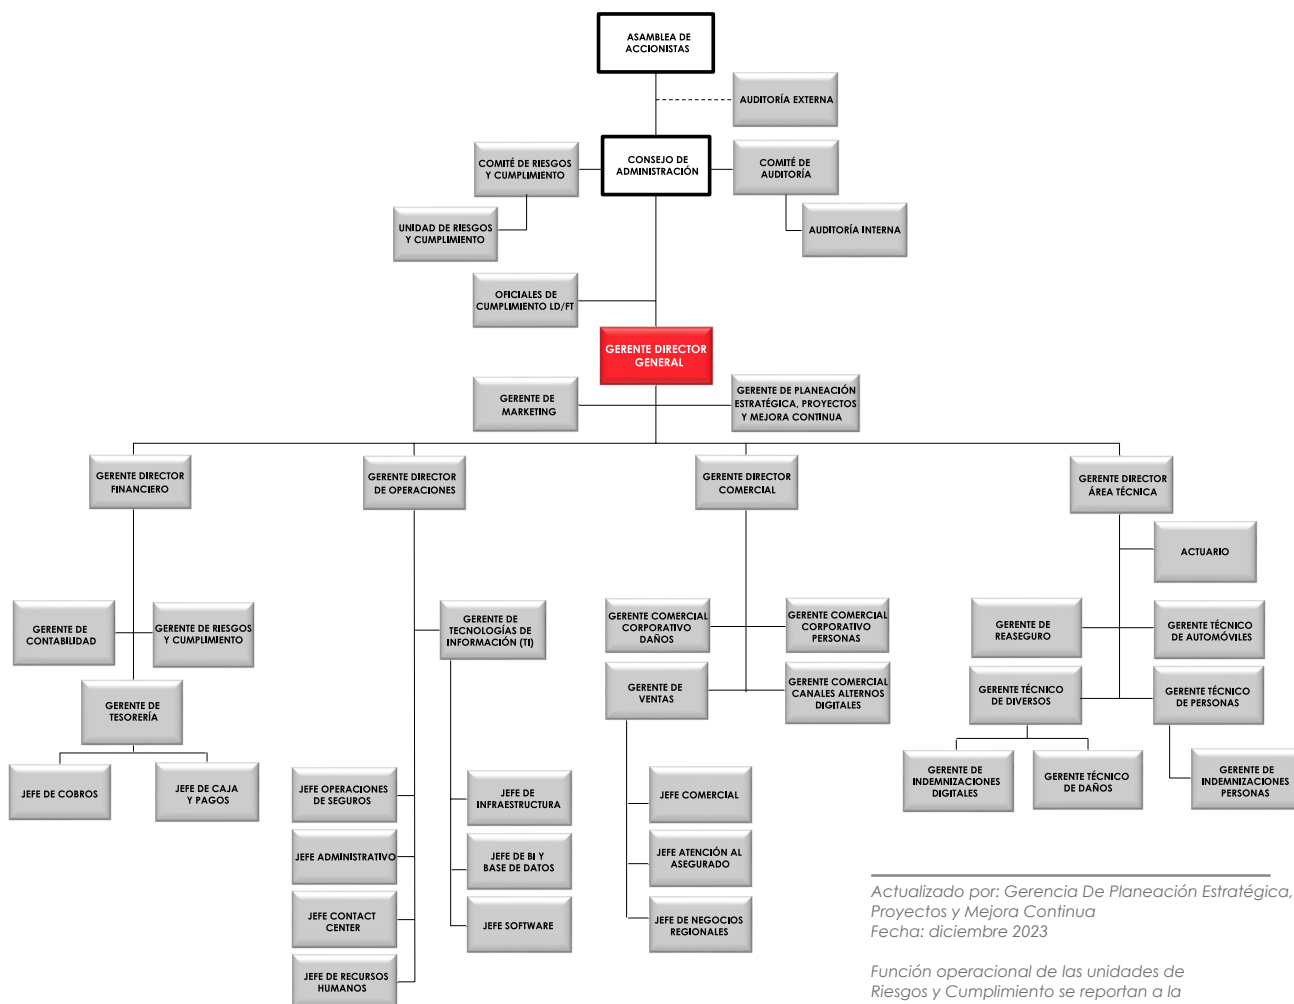 ASAMBLEA DE
ACCIONISTAS
AUDITORÍA EXTERNA
COMITÉ DE RIESGOS
Y CUMPLIMIENTO
CONSEJO DE
ADMINISTRACIÓN
COMITÉ DE
AUDITORÍA
UNIDAD DE RIESGOS
Y CUMPLIMIENTO
AUDITORÍA INTERNA
OFICIALES DE
CUMPLIMIENTO LD/FT
GERENTE DIRECTOR
GENERAL
GERENTE DE
MARKETING
GERENTE DE PLANEACIÓN
ESTRATÉGICA, PROYECTOS
Y MEJORA CONTINUA
GERENTE DIRECTOR
FINANCIERO
GERENTE DIRECTOR
DE OPERACIONES
GERENTE DIRECTOR
COMERCIAL
GERENTE DIRECTOR
ÁREA TÉCNICA
ACTUARIO
GERENTE DE
CONTABILIDAD
GERENTE DE RIESGOS
Y CUMPLIMIENTO
GERENTE DE
TECNOLOGÍAS DE
INFORMACIÓN (TI)
GERENTE COMERCIAL
CORPORATIVO
DAÑOS
GERENTE COMERCIAL
CORPORATIVO
PERSONAS
GERENTE DE
REASEGURO
GERENTE TÉCNICO
DE AUTOMÓVILES
GERENTE DE
TESORERÍA
GERENTE DE
VENTAS
GERENTE COMERCIAL
CANALES ALTERNOS
DIGITALES
GERENTE TÉCNICO
DE DIVERSOS
GERENTE TÉCNICO
DE PERSONAS
JEFE DE COBROS
JEFE DE CAJA
Y PAGOS
JEFE OPERACIONES
DE SEGUROS
JEFE DE
INFRAESTRUCTURA
JEFE COMERCIAL
GERENTE DE
INDEMNIZACIONES
DIGITALES
GERENTE TÉCNICO
DE DAÑOS
GERENTE DE
INDEMNIZACIONES
PERSONAS
JEFE ADMINISTRATIVO
JEFE DE BI Y
BASE DE DATOS
JEFE ATENCIÓN AL
ASEGURADO
JEFE CONTACT
CENTER
JEFE SOFTWARE
JEFE DE NEGOCIOS
REGIONALES
JEFE DE RECURSOS
HUMANOS
Actualizado por: Gerencia De Planeación Estratégica,
Proyectos y Mejora Continua
Fecha: diciembre 2023
Función operacional de las unidades de
Riesgos y Cumplimiento se reportan a la